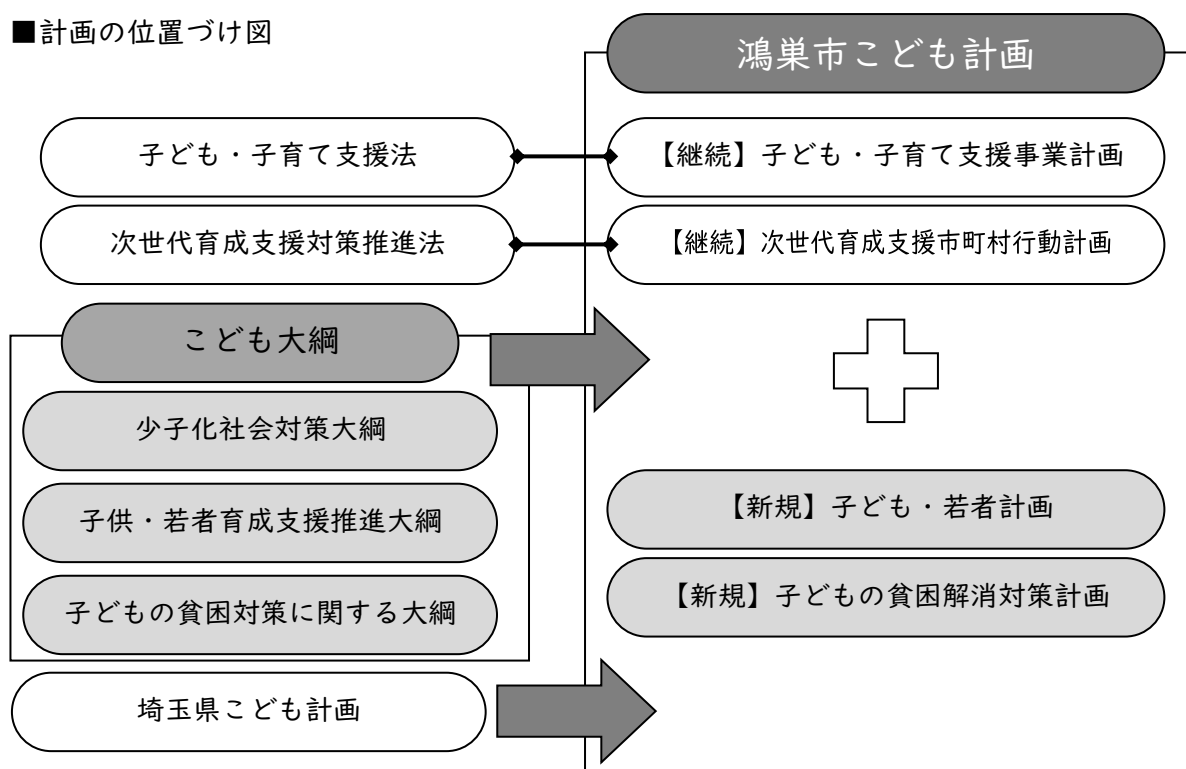 ■計画の位置づけ図
鴻巣市こども計画
子ども・子育て支援法
【継続】子ども・子育て支援事業計画
次世代育成支援対策推進法
【継続】次世代育成支援市町村行動計画
こども大綱
少子化社会対策大綱
子供・若者育成支援推進大綱
【新規】子ども・若者計画
子どもの貧困対策に関する大綱
【新規】子どもの貧困解消対策計画
埼玉県こども計画